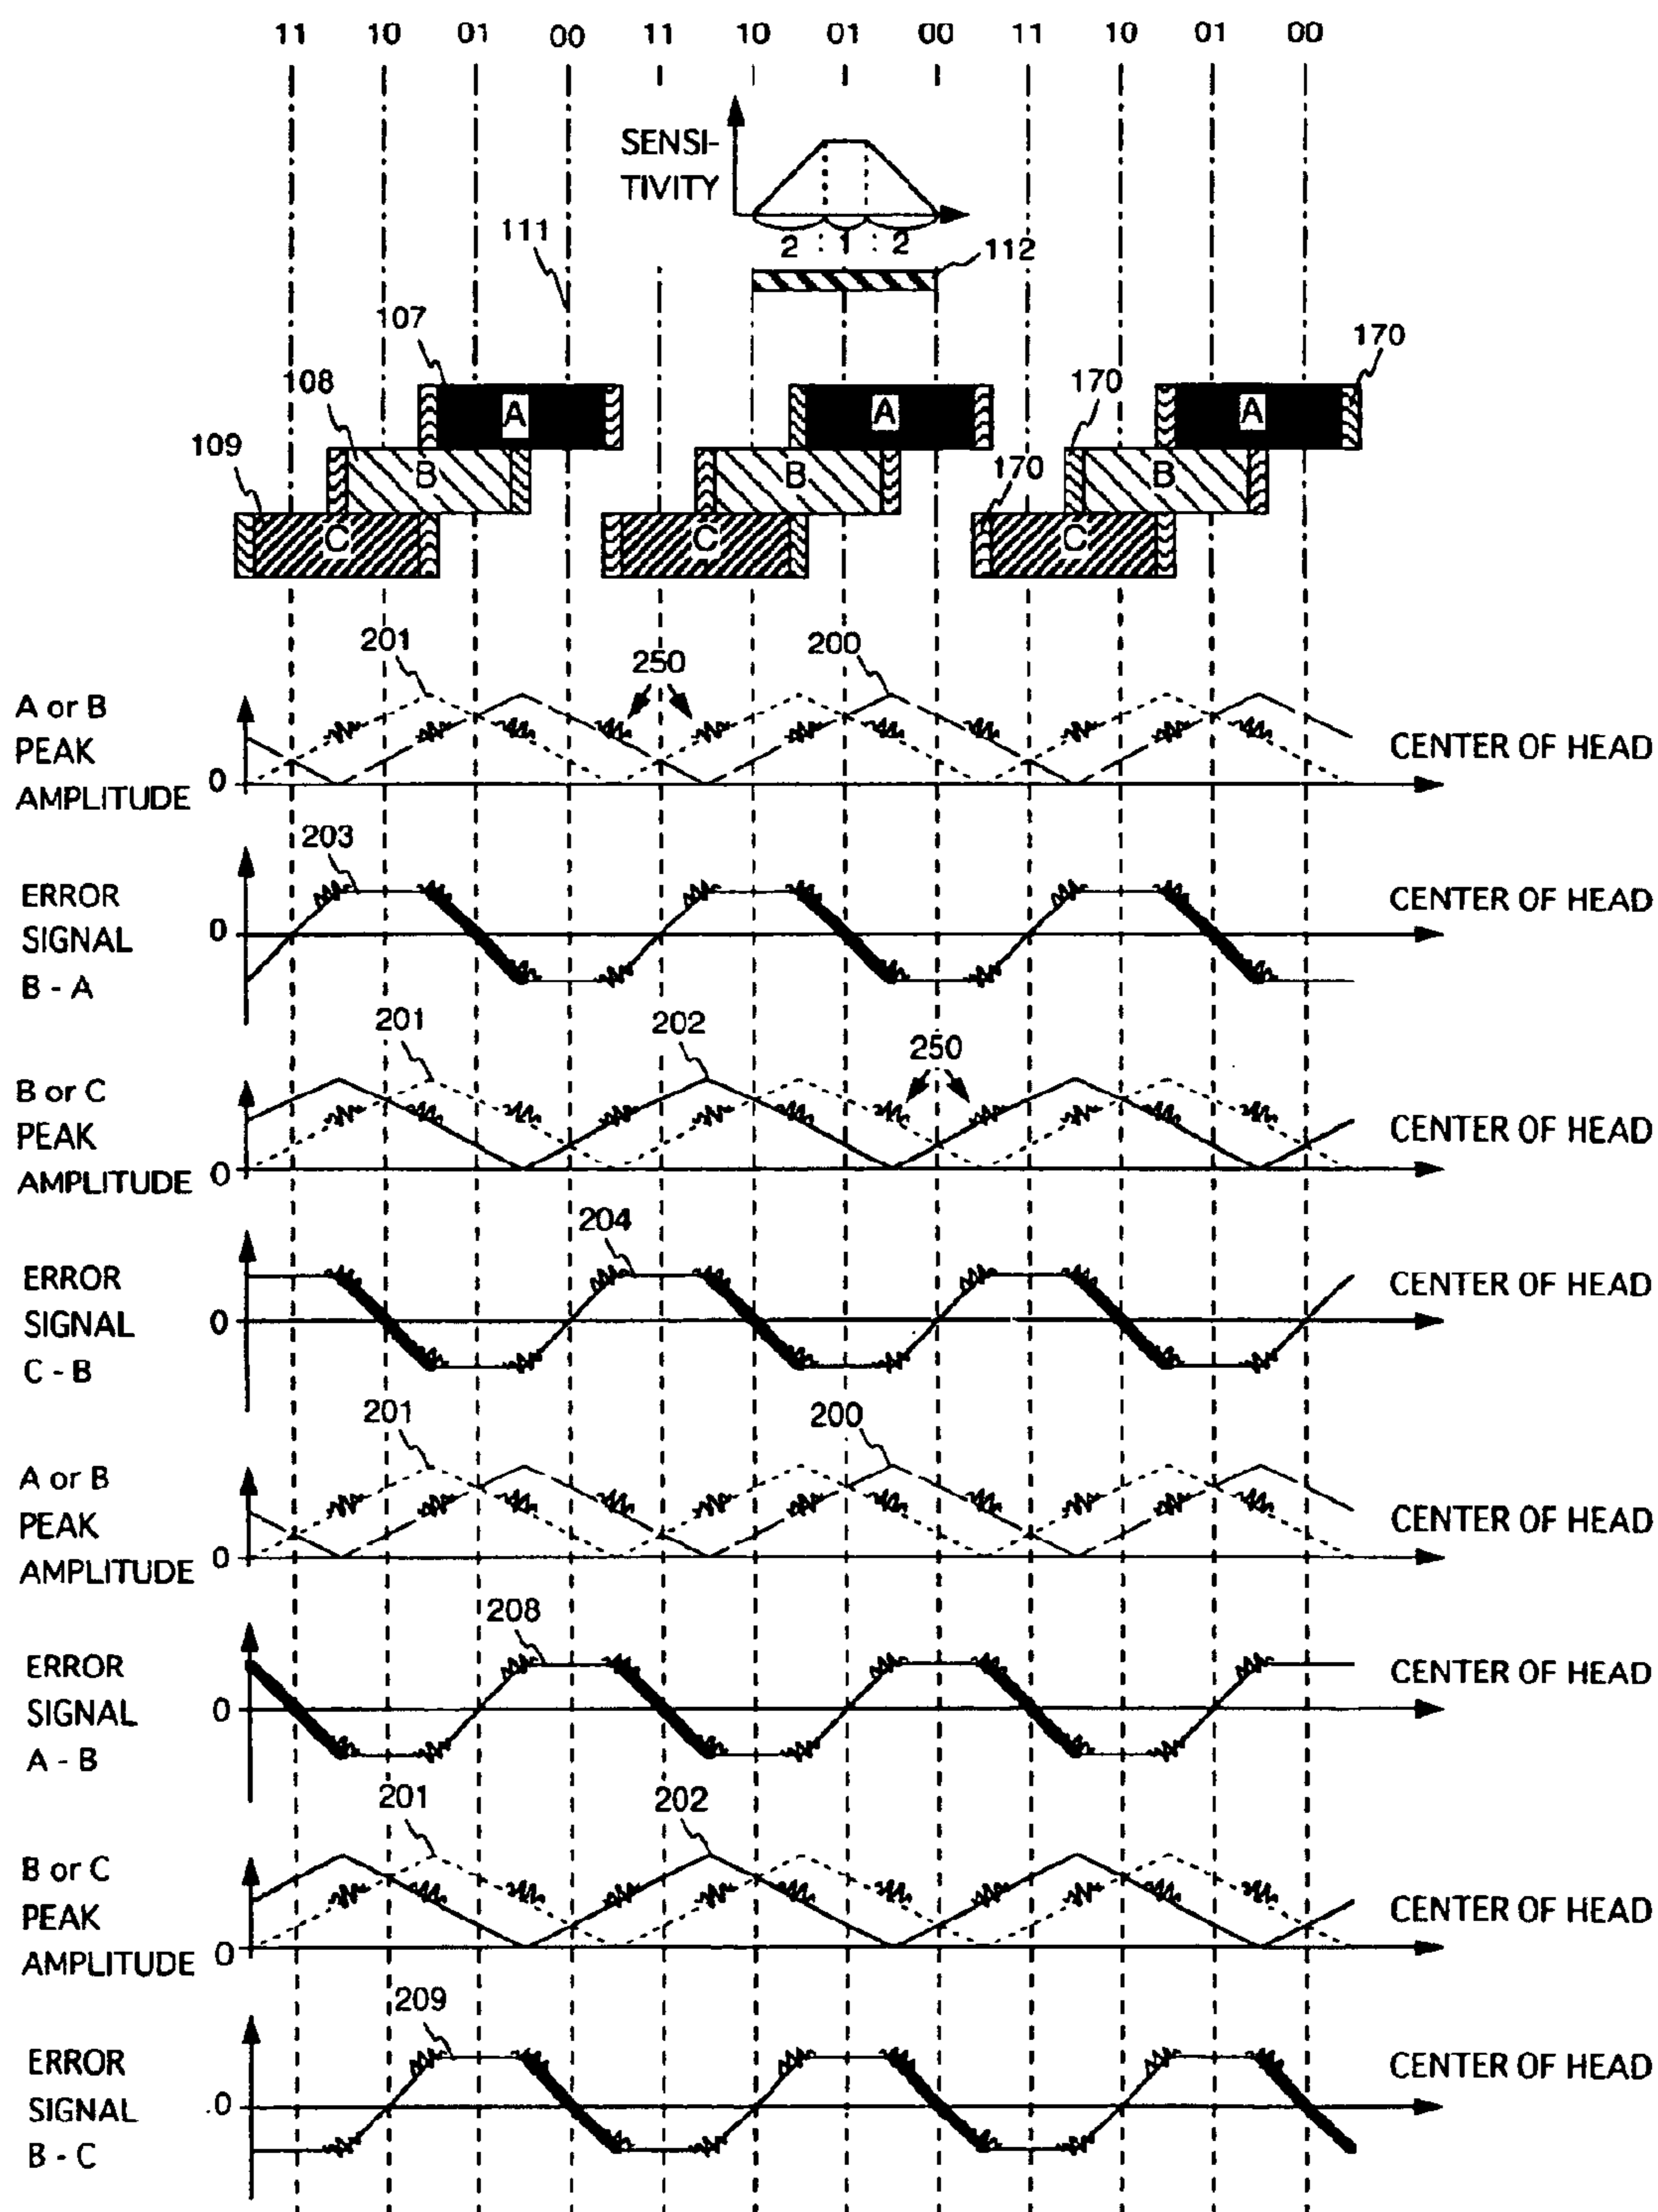 11 10 01 00 11 10 01 00 11 10 01 00
SENSI-
TIVITY
2 : 1 : 2
111
112
107
170
108
170
109
A A A
170
B B B
C C C
201
200
250
A or B
PEAK
AMPLITUDE
0
CENTER OF HEAD
203
ERROR
SIGNAL
B - A
0
CENTER OF HEAD
201
202
250
B or C
PEAK
AMPLITUDE
0
CENTER OF HEAD
204
ERROR
SIGNAL
C - B
0
CENTER OF HEAD
201
200
A or B
PEAK
AMPLITUDE
0
CENTER OF HEAD
208
ERROR
SIGNAL
A - B
0
CENTER OF HEAD
201
202
B or C
PEAK
AMPLITUDE
0
CENTER OF HEAD
209
ERROR
SIGNAL
B - C
0
CENTER OF HEAD